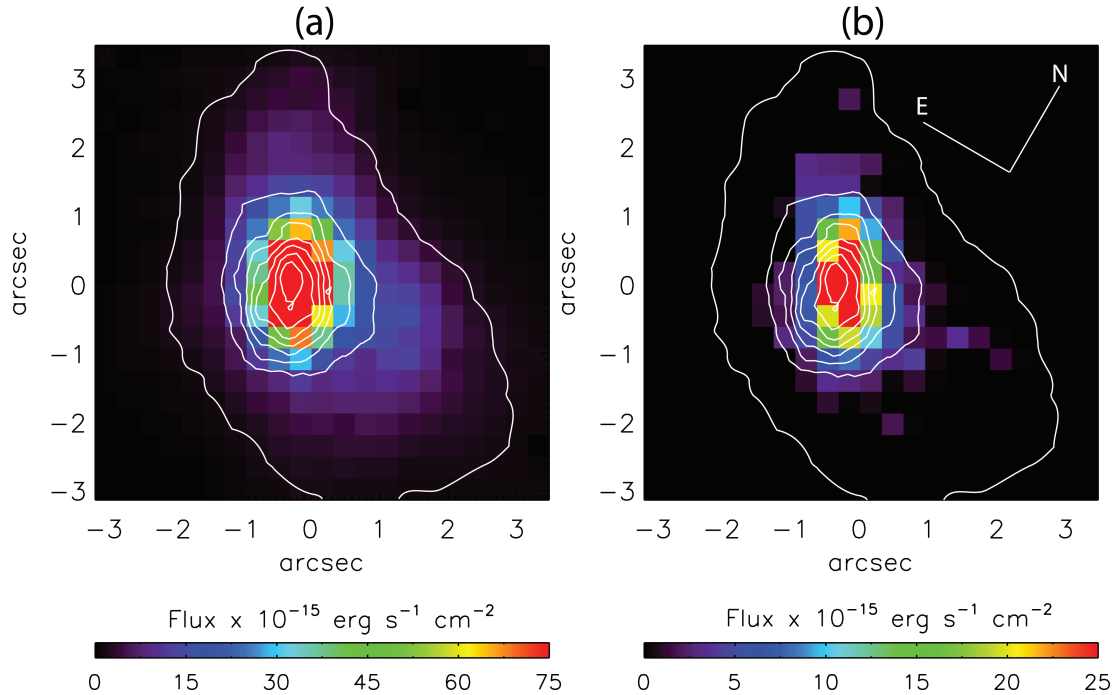 (a) (b)
3 3 N
E
2 2
1 1
arcsec 0 arcsec 0
−1 −1
−2 −2
−3 −3
−3 −2 −1 0 1 2 3 −3 −2 −1 0 1 2 3
arcsec arcsec
Flux x 10⁻¹⁵ erg s⁻¹ cm⁻² Flux x 10⁻¹⁵ erg s⁻¹ cm⁻²
0 15 30 45 60 75 0 5 10 15 20 25